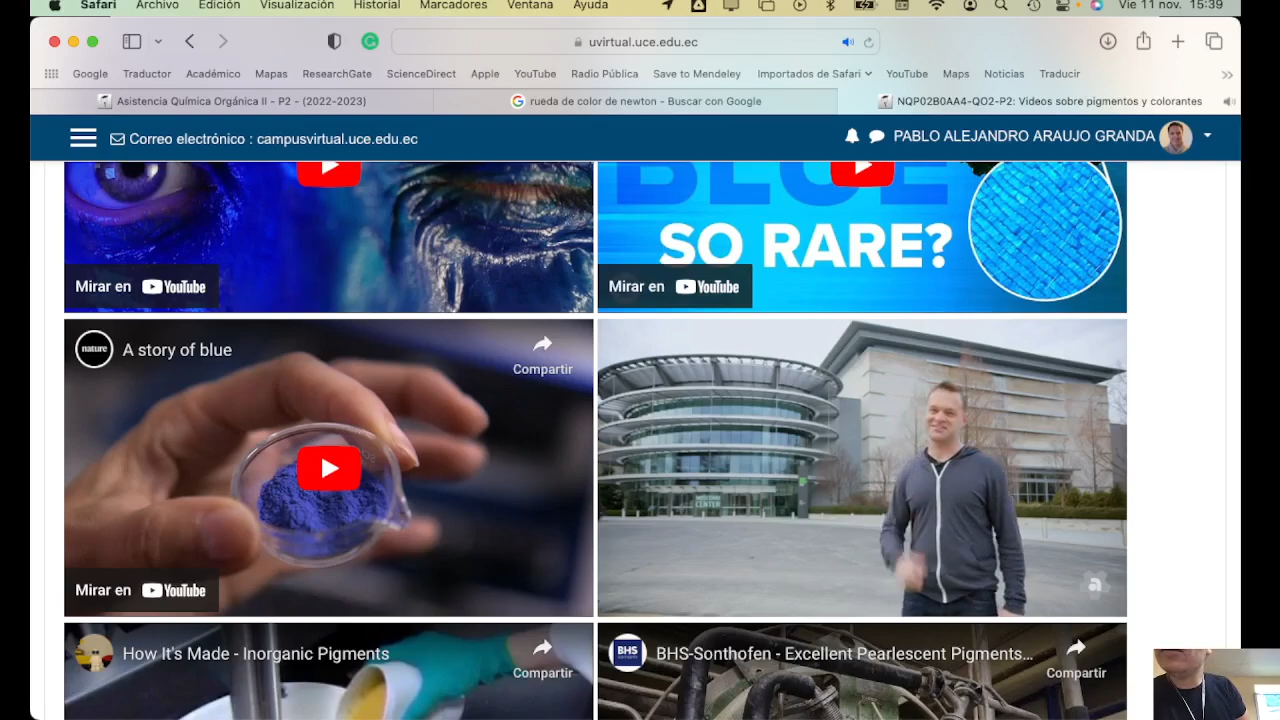 Safari Archivo Edición Visualización Historial Marcadores Ventana Ayuda Vie 11 nov. 15:39
uvirtual.uce.edu.ec
Google Traductor Académico Mapas ResearchGate ScienceDirect Apple YouTube Radio Pública Save to Mendeley Importados de Safari YouTube Maps Noticias Traducir
Asistencia Química Orgánica II - P2 - (2022-2023) rueda de color de newton - Buscar con Google NQP02B0AA4-QO2-P2: Videos sobre pigmentos y colorantes
Correo electrónico : campusvirtual.uce.edu.ec PABLO ALEJANDRO ARAUJO GRANDA
BLUE
SO RARE?
Mirar en YouTube Mirar en YouTube
nature A story of blue
Compartir
WELCOME
CENTER
Mirar en YouTube
a
How It's Made - Inorganic Pigments
Compartir
BHS BHS-Sonthofen - Excellent Pearlescent Pigments...
Compartir